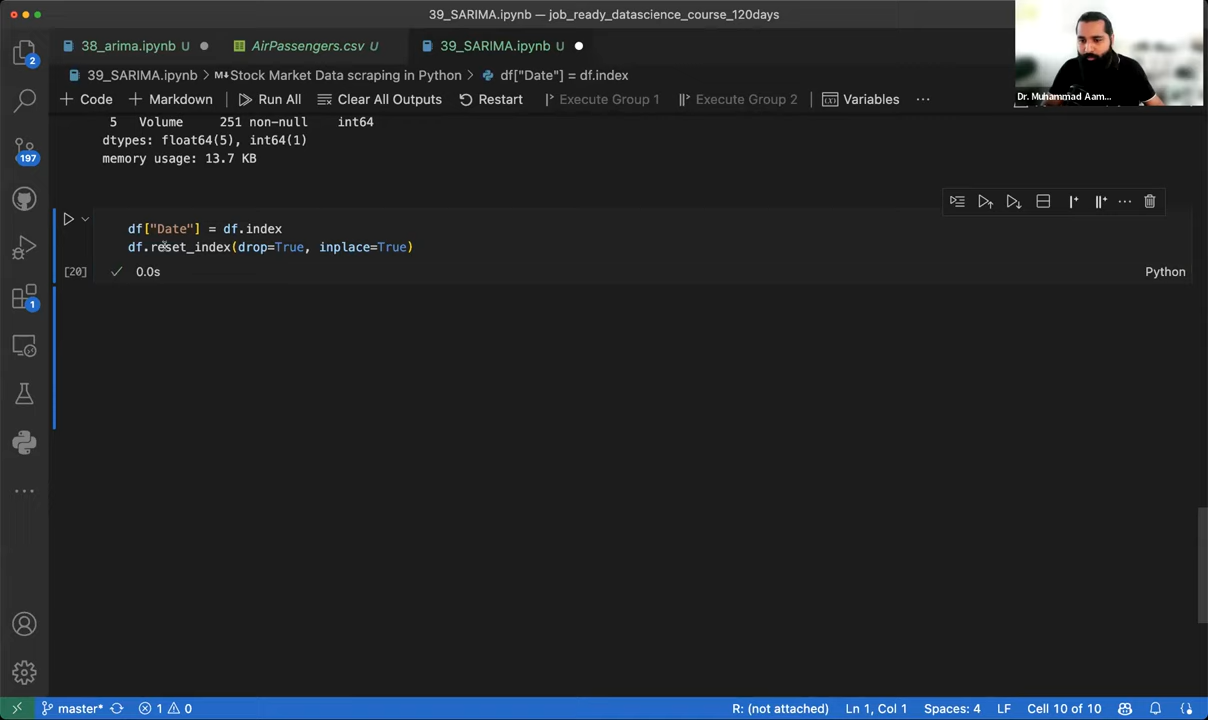 39_SARIMA.ipynb — job_ready_datascience_course_120days
38_arima.ipynb U
AirPassengers.csv U
39_SARIMA.ipynb U
39_SARIMA.ipynb > M↓ Stock Market Data scraping in Python > df["Date"] = df.index
+ Code + Markdown Run All Clear All Outputs Restart Execute Group 1 Execute Group 2 Variables ...
Dr. Muhammad Aam...
2
197
1
5 Volume 251 non-null int64
dtypes: float64(5), int64(1)
memory usage: 13.7 KB
df["Date"] = df.index
df.reset_index(drop=True, inplace=True)
[20] ✓ 0.0s Python
master* 1 0 R: (not attached) Ln 1, Col 1 Spaces: 4 LF Cell 10 of 10